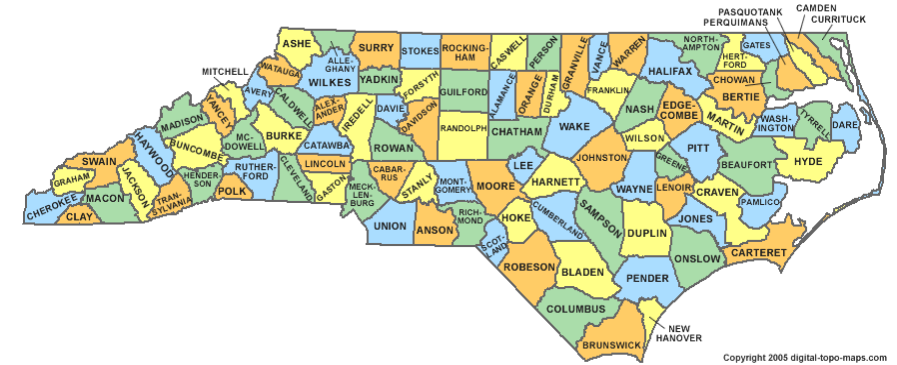 PASQUOTANK
CAMDEN
PERQUIMANS
CURRITUCK
ASHE
ALLE-
GHANY
SURRY
STOKES
ROCKING-
HAM
CASWELL
PERSON
GRANVILLE
VANCE
WARREN
NORTH-
AMPTON
GATES
HERT-
FORD
HALIFAX
CHOWAN
BERTIE
MITCHELL
WATAUGA
WILKES
YADKIN
FORSYTH
GUILFORD
ALAMANCE
ORANGE
DURHAM
FRANKLIN
NASH
EDGE-
COMBE
MARTIN
WASH-
INGTON
TYRRELL
DARE
AVERY
CALDWELL
ALEX-
ANDER
IREDELL
DAVIE
DAVIDSON
RANDOLPH
CHATHAM
WAKE
WILSON
PITT
BEAUFORT
HYDE
MADISON
YANCEY
MC-
DOWELL
BURKE
CATAWBA
ROWAN
LEE
JOHNSTON
GREENE
HAYWOOD
BUNCOMBE
SWAIN
GRAHAM
JACKSON
HENDER-
SON
RUTHER-
FORD
CLEVELAND
LINCOLN
GASTON
CABAR-
RUS
STANLY
MONT-
GOMERY
MOORE
HARNETT
WAYNE
LENOIR
CRAVEN
PAMLICO
CHEROKEE
CLAY
MACON
TRAN-
SYLVANIA
POLK
MECK-
LEN-
BURG
UNION
ANSON
RICH-
MOND
HOKE
CUMBERLAND
SAMPSON
DUPLIN
JONES
CARTERET
SCOT-
LAND
ROBESON
BLADEN
PENDER
ONSLOW
COLUMBUS
BRUNSWICK
NEW
HANOVER
Copyright 2005 digital-topo-maps.com